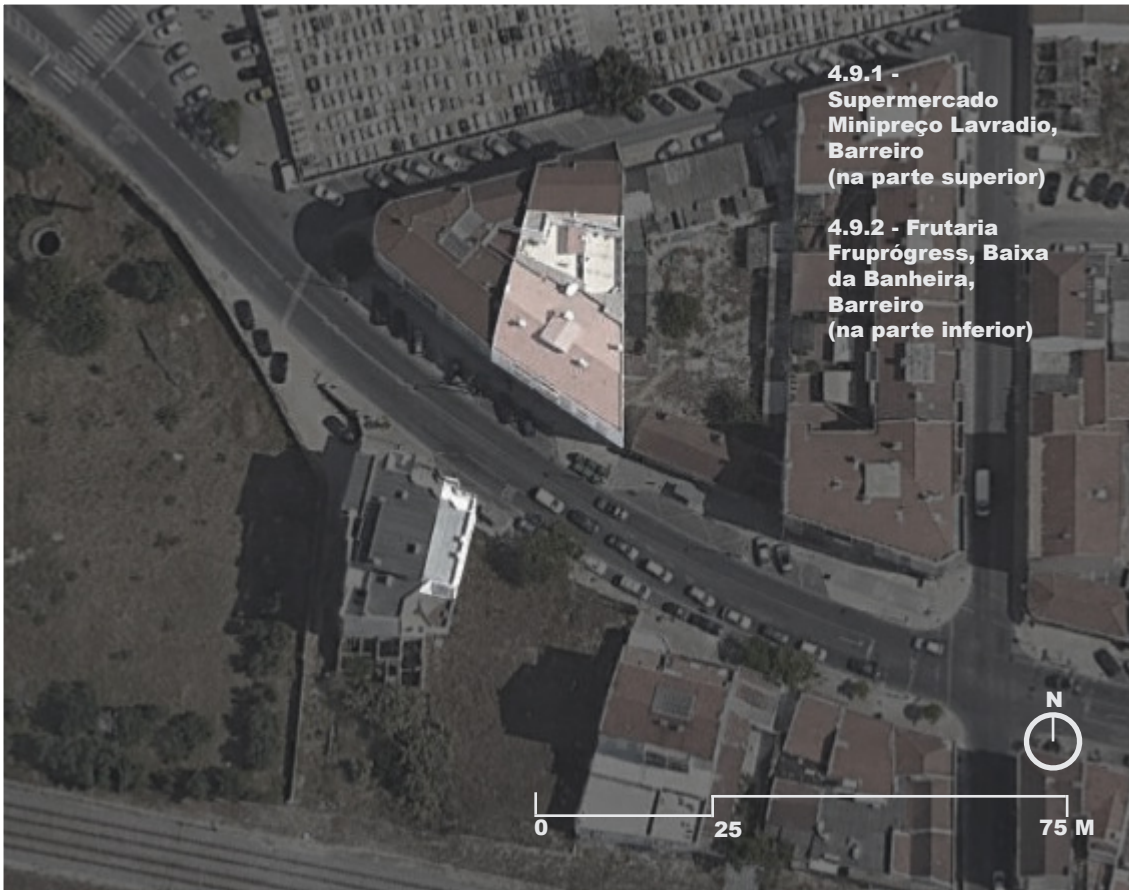 4.9.1 -
Supermercado
Minipreço Lavradio,
Barreiro
(na parte superior)
4.9.2 - Frutaria
Fruprógress, Baixa
da Banheira,
Barreiro
(na parte inferior)
N
0
25
75 M